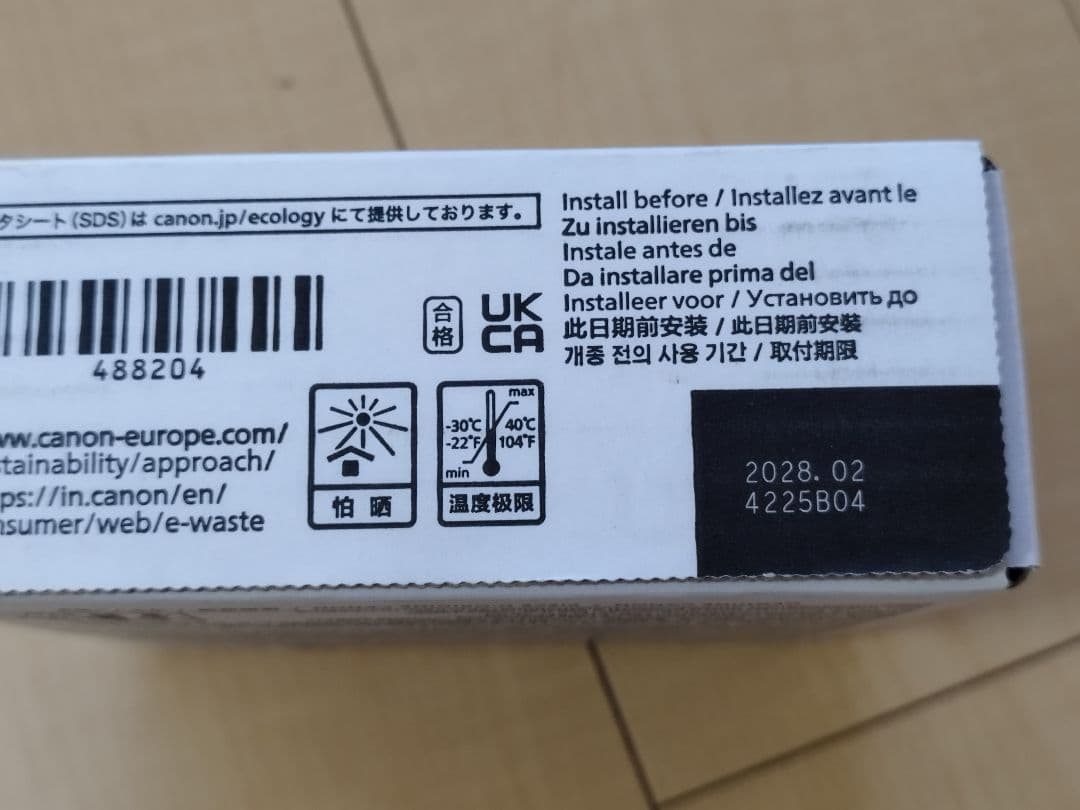 タシート(SDS)は canon.jp/ecology にて提供しております。
488204
ww.canon-europe.com/
stainability/approach/
ps://in.canon/en/
nsumer/web/e-waste
合格
UK
CA
怕 晒
max
-30℃ 40℃
-22°F 104°F
min
温度极限
Install before / Installez avant le
Zu installieren bis
Instale antes de
Da installare prima del
Installeer voor / Установить до
此日期前安装 / 此日期前安裝
개종 전의 사용 기간 / 取付期限
2028. 02
4225B04